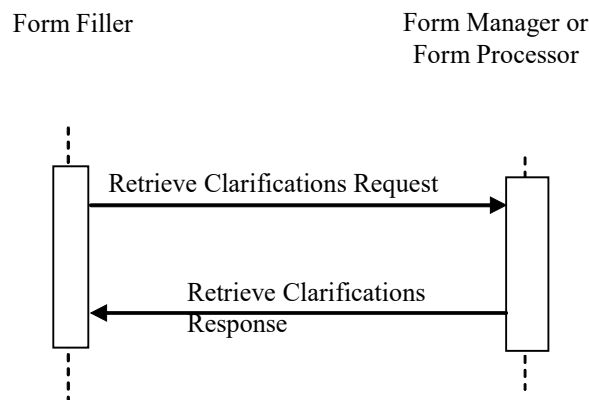 Form Filler
Form Manager or
Form Processor
Retrieve Clarifications Request
Retrieve Clarifications
Response